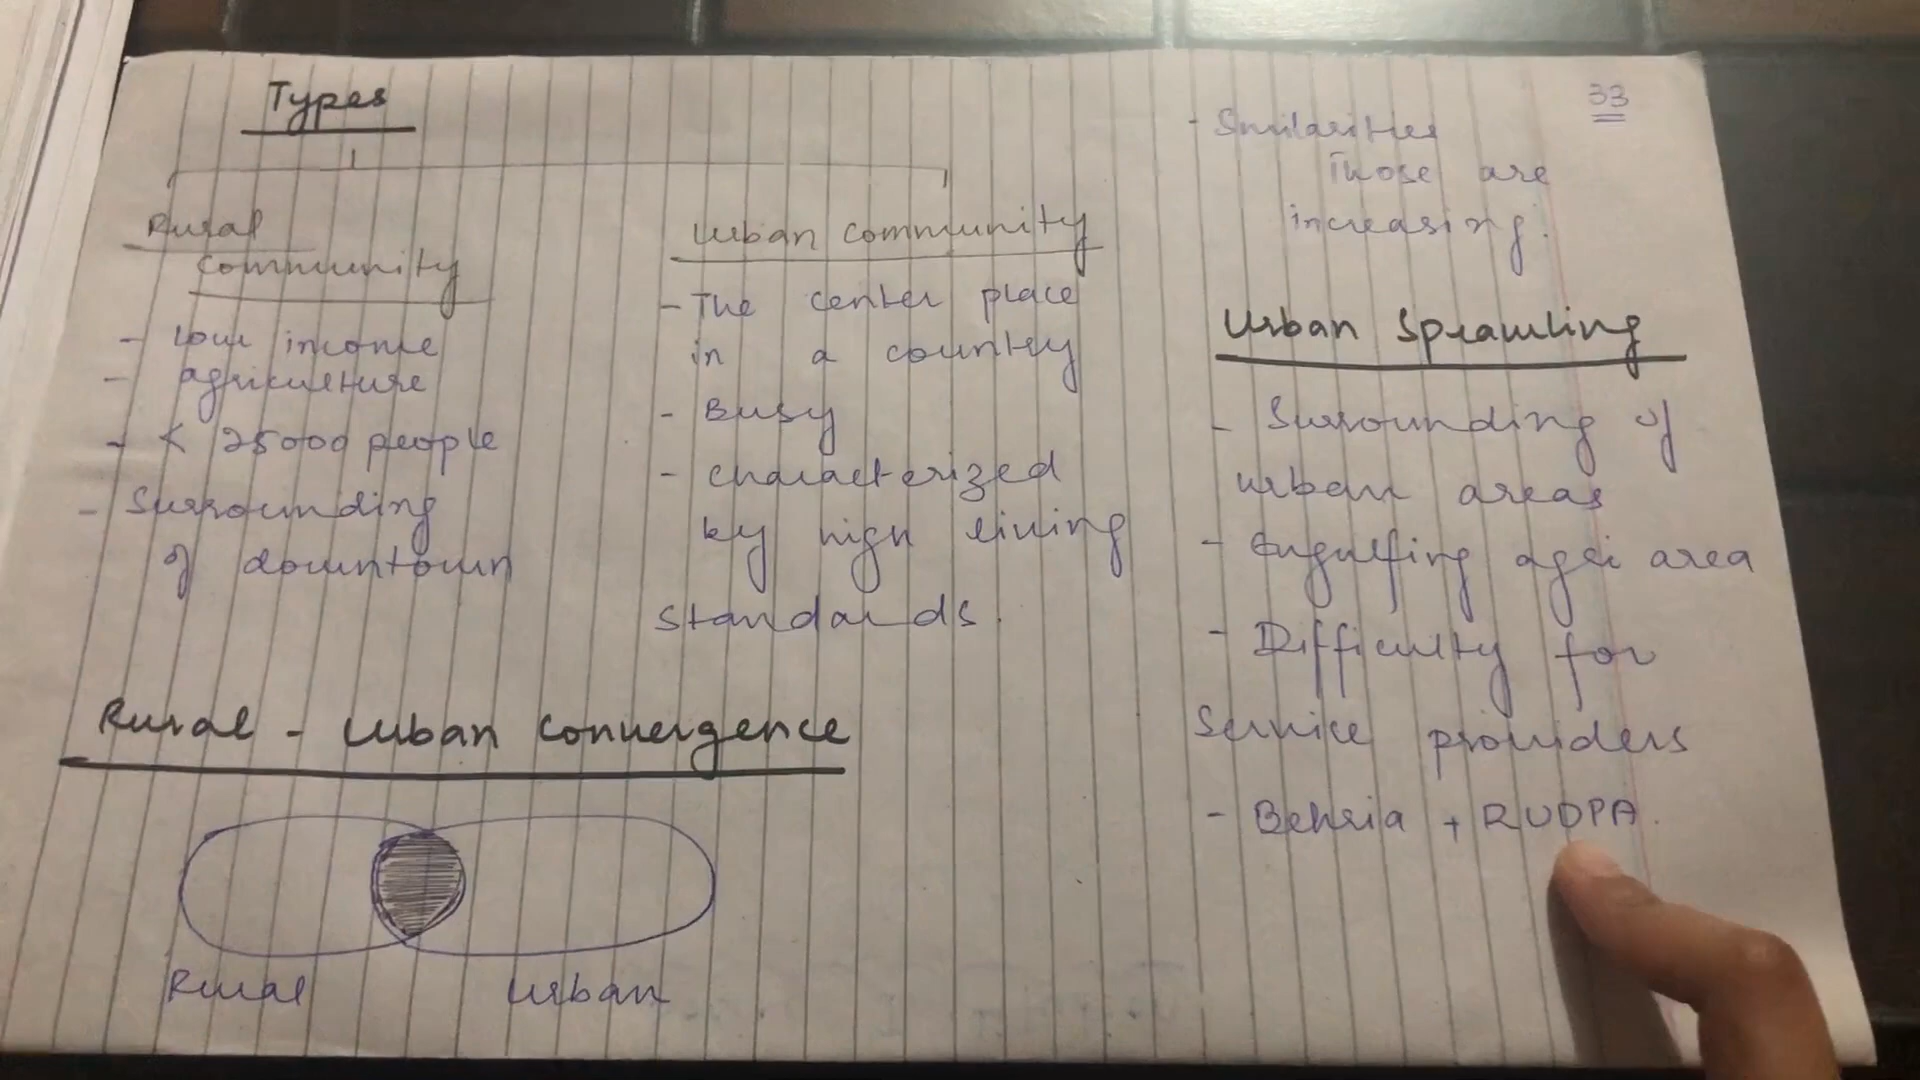 Types
Rural
Community
- low income
- agriculture
- < 25000 people
- Surrounding
of downtown
Urban Community
- The center place
in a country
- Busy
- Characterized
by high living
standards.
Rural - Urban Convergence
Rural
Urban
33
- Similarities
Those are
increasing.
Urban Sprawling
- Surrounding of
urban areas
- Engulfing agri area
- Difficulty for
Service providers
- Behria + RUDPA.